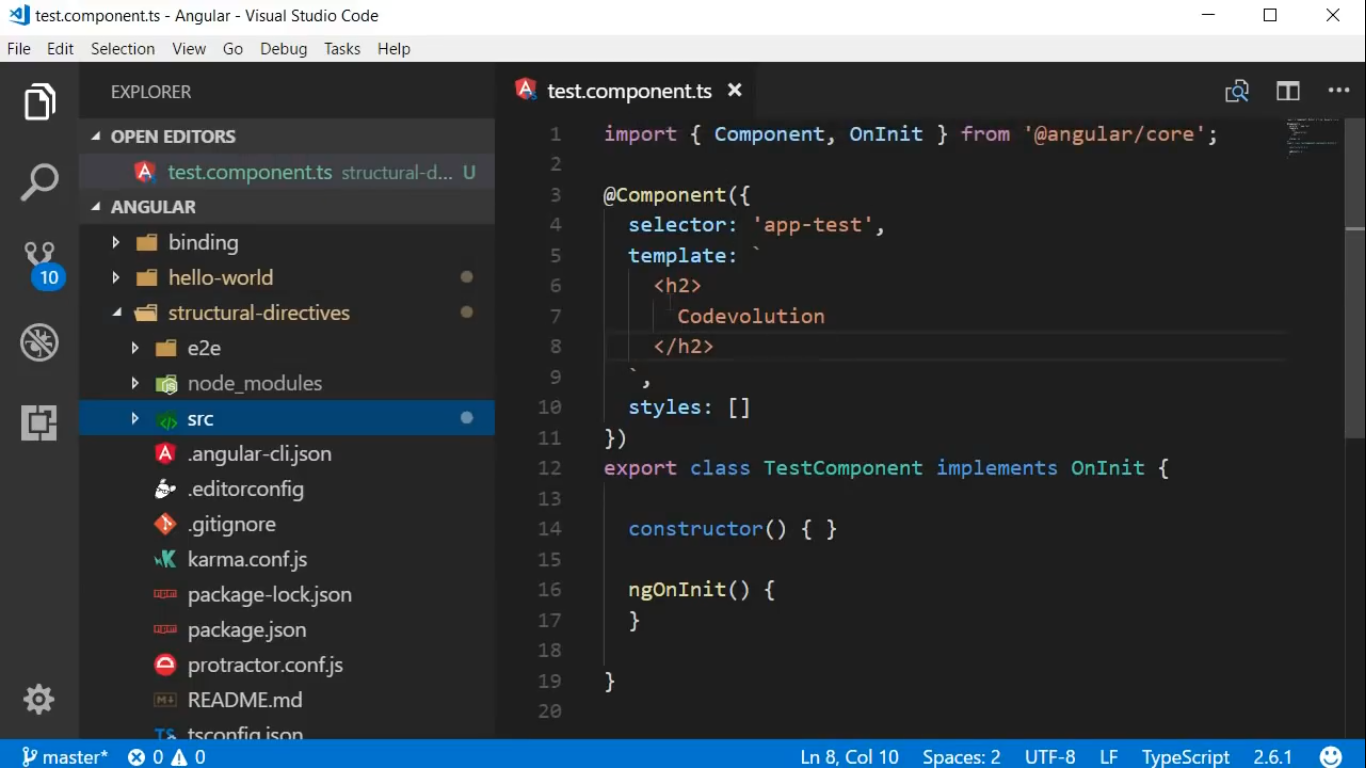 test.component.ts - Angular - Visual Studio Code
File Edit Selection View Go Debug Tasks Help
EXPLORER
OPEN EDITORS
test.component.ts structural-d... U
ANGULAR
binding
hello-world
structural-directives
e2e
node_modules
src
.angular-cli.json
.editorconfig
.gitignore
karma.conf.js
package-lock.json
package.json
protractor.conf.js
README.md
tsconfig.json
10
test.component.ts
1 import { Component, OnInit } from '@angular/core';
2
3 @Component({
4 selector: 'app-test',
5 template: `
6 <h2>
7 Codevolution
8 </h2>
9 `,
10 styles: []
11 })
12 export class TestComponent implements OnInit {
13
14 constructor() { }
15
16 ngOnInit() {
17 }
18
19 }
20
master* 0 0 Ln 8, Col 10 Spaces: 2 UTF-8 LF TypeScript 2.6.1